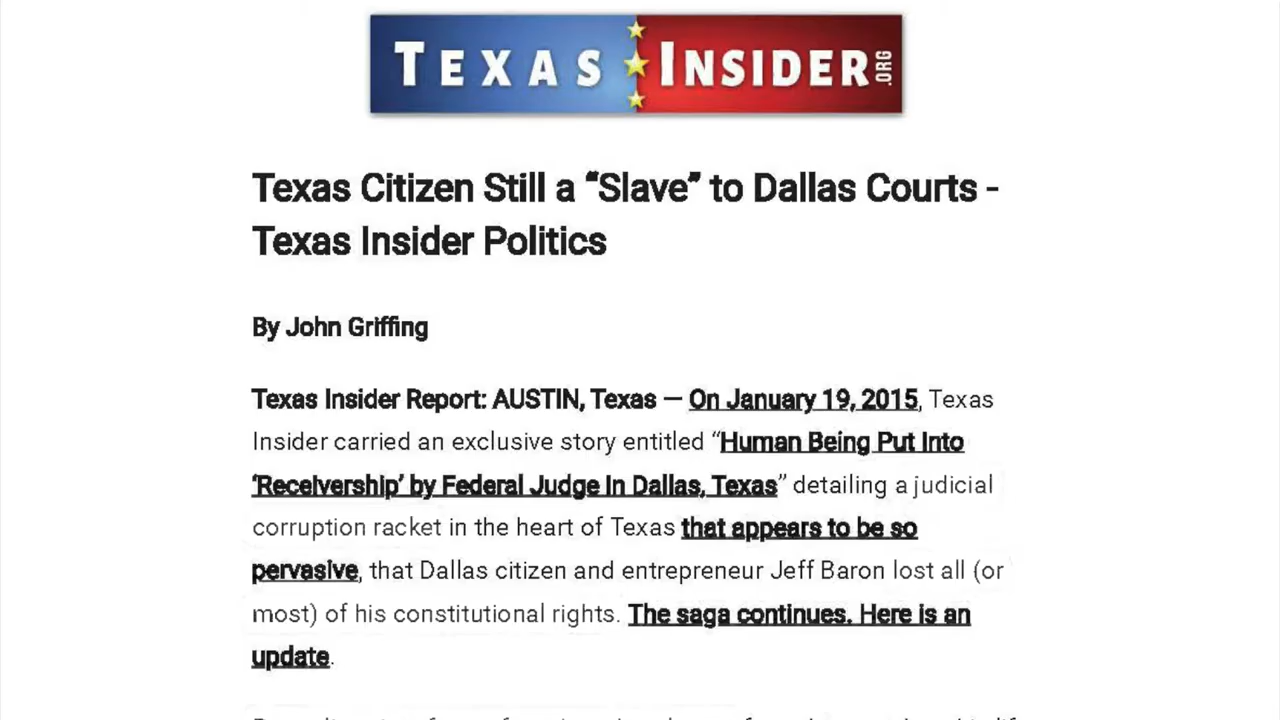 TEXAS INSIDER.ORG
Texas Citizen Still a “Slave” to Dallas Courts -
Texas Insider Politics
By John Griffing
Texas Insider Report: AUSTIN, Texas — On January 19, 2015, Texas
Insider carried an exclusive story entitled “Human Being Put Into
‘Receivership’ by Federal Judge in Dallas, Texas” detailing a judicial
corruption racket in the heart of Texas that appears to be so
pervasive, that Dallas citizen and entrepreneur Jeff Baron lost all (or
most) of his constitutional rights. The saga continues. Here is an
update.